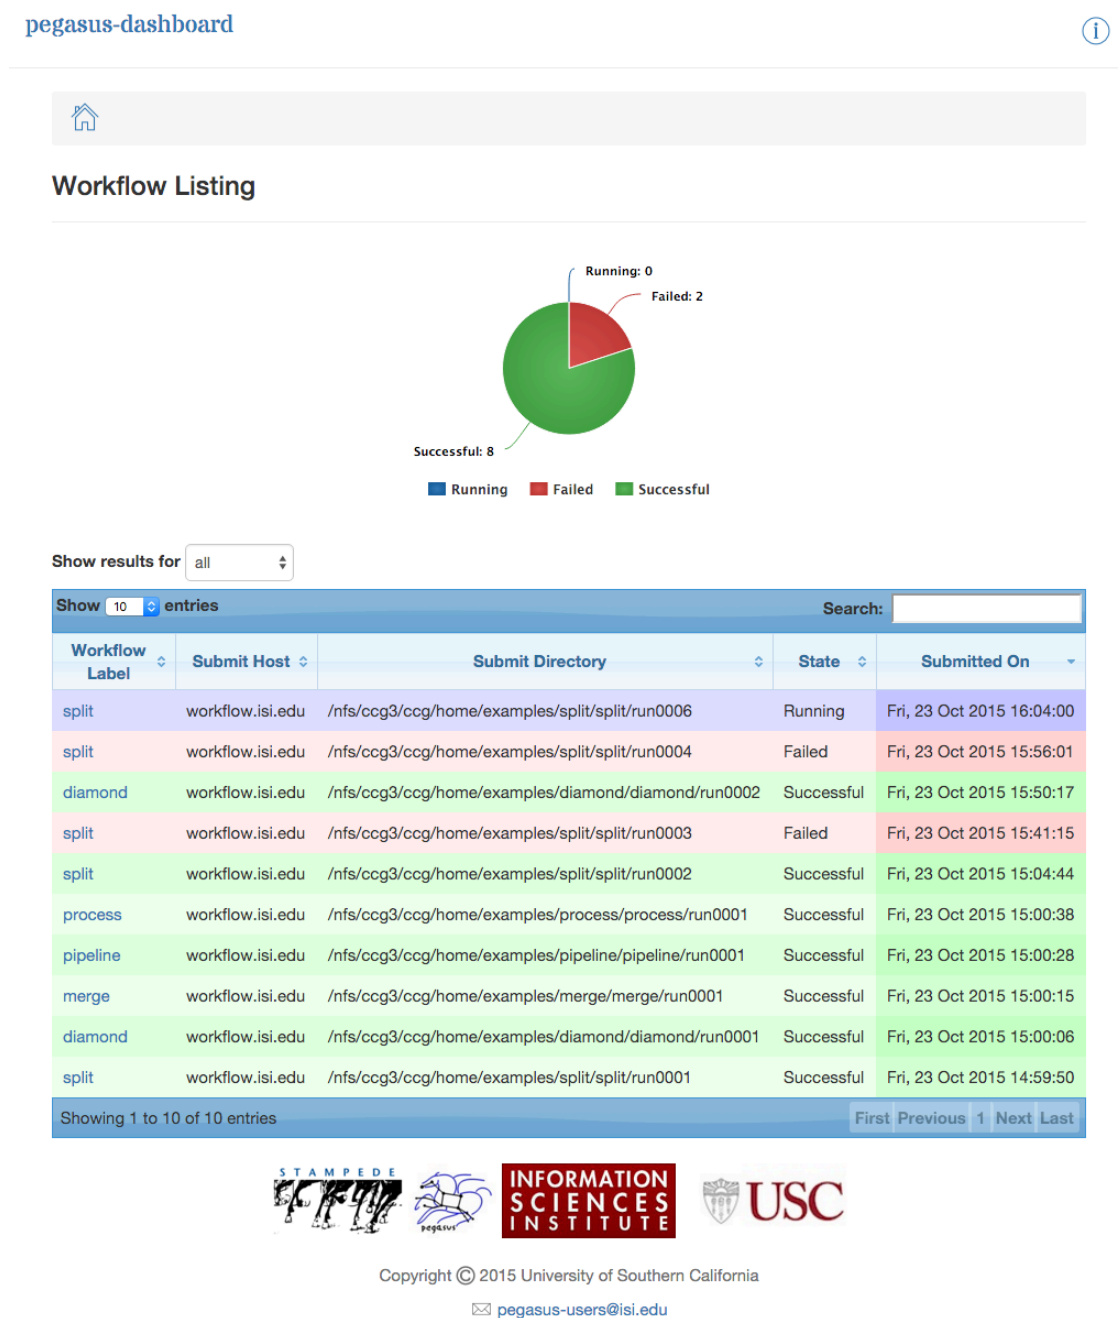 pegasus-dashboard
i
Workflow Listing
Running: 0
Failed: 2
Successful: 8
Running Failed Successful
Show results for all
Show 10 entries Search:
Workflow Label Submit Host Submit Directory State Submitted On
split workflow.isi.edu /nfs/ccg3/ccg/home/examples/split/split/run0006 Running Fri, 23 Oct 2015 16:04:00
split workflow.isi.edu /nfs/ccg3/ccg/home/examples/split/split/run0004 Failed Fri, 23 Oct 2015 15:56:01
diamond workflow.isi.edu /nfs/ccg3/ccg/home/examples/diamond/diamond/run0002 Successful Fri, 23 Oct 2015 15:50:17
split workflow.isi.edu /nfs/ccg3/ccg/home/examples/split/split/run0003 Failed Fri, 23 Oct 2015 15:41:15
split workflow.isi.edu /nfs/ccg3/ccg/home/examples/split/split/run0002 Successful Fri, 23 Oct 2015 15:04:44
process workflow.isi.edu /nfs/ccg3/ccg/home/examples/process/process/run0001 Successful Fri, 23 Oct 2015 15:00:38
pipeline workflow.isi.edu /nfs/ccg3/ccg/home/examples/pipeline/pipeline/run0001 Successful Fri, 23 Oct 2015 15:00:28
merge workflow.isi.edu /nfs/ccg3/ccg/home/examples/merge/merge/run0001 Successful Fri, 23 Oct 2015 15:00:15
diamond workflow.isi.edu /nfs/ccg3/ccg/home/examples/diamond/diamond/run0001 Successful Fri, 23 Oct 2015 15:00:06
split workflow.isi.edu /nfs/ccg3/ccg/home/examples/split/split/run0001 Successful Fri, 23 Oct 2015 14:59:50
Showing 1 to 10 of 10 entries First Previous 1 Next Last
STAMPEDE
pegasus
INFORMATION
SCIENCES
INSTITUTE
USC
Copyright © 2015 University of Southern California
pegasus-users@isi.edu